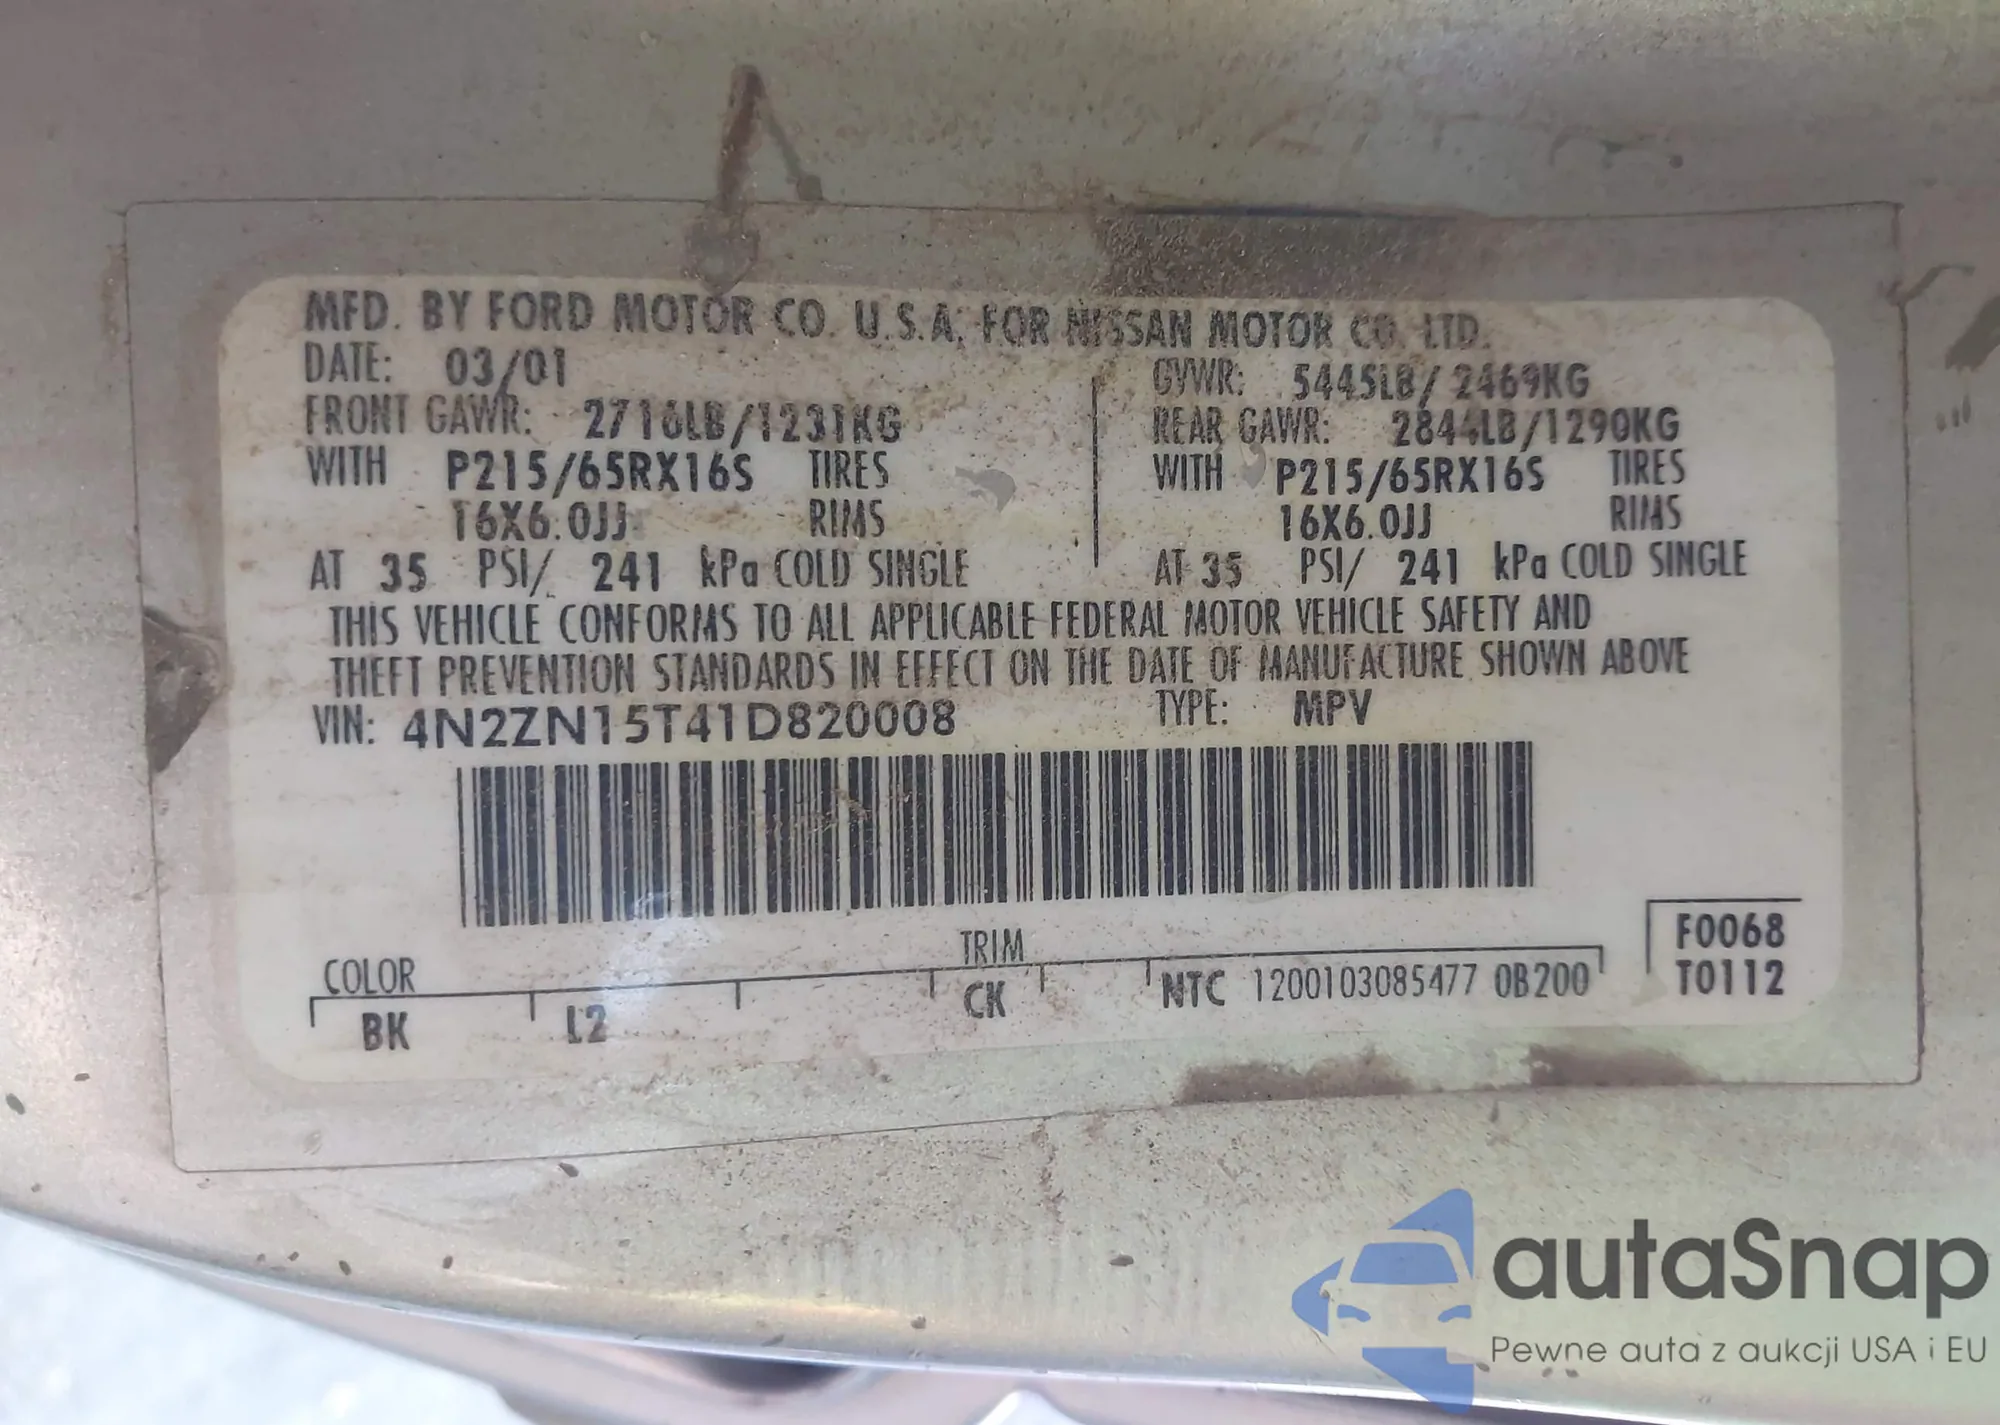 MFD. BY FORD MOTOR CO. U.S.A. FOR NISSAN MOTOR CO. LTD.
DATE: 03/01 GVWR: 5445LB/ 2469KG
FRONT GAWR: 2716LB/1231KG REAR GAWR: 2844LB/1290KG
WITH P215/65RX16S TIRES WITH P215/65RX16S TIRES
16X6.0JJ RIMS 16X6.0JJ RIMS
AT 35 PSI/ 241 kPa COLD SINGLE AT 35 PSI/ 241 kPa COLD SINGLE
THIS VEHICLE CONFORMS TO ALL APPLICABLE FEDERAL MOTOR VEHICLE SAFETY AND
THEFT PREVENTION STANDARDS IN EFFECT ON THE DATE OF MANUFACTURE SHOWN ABOVE
VIN: 4N2ZN15T41D820008 TYPE: MPV
COLOR TRIM F0068
BK L2 CK NTC 1200103085477 0B200 T0112
autaSnap
Pewne auta z aukcji USA i EU